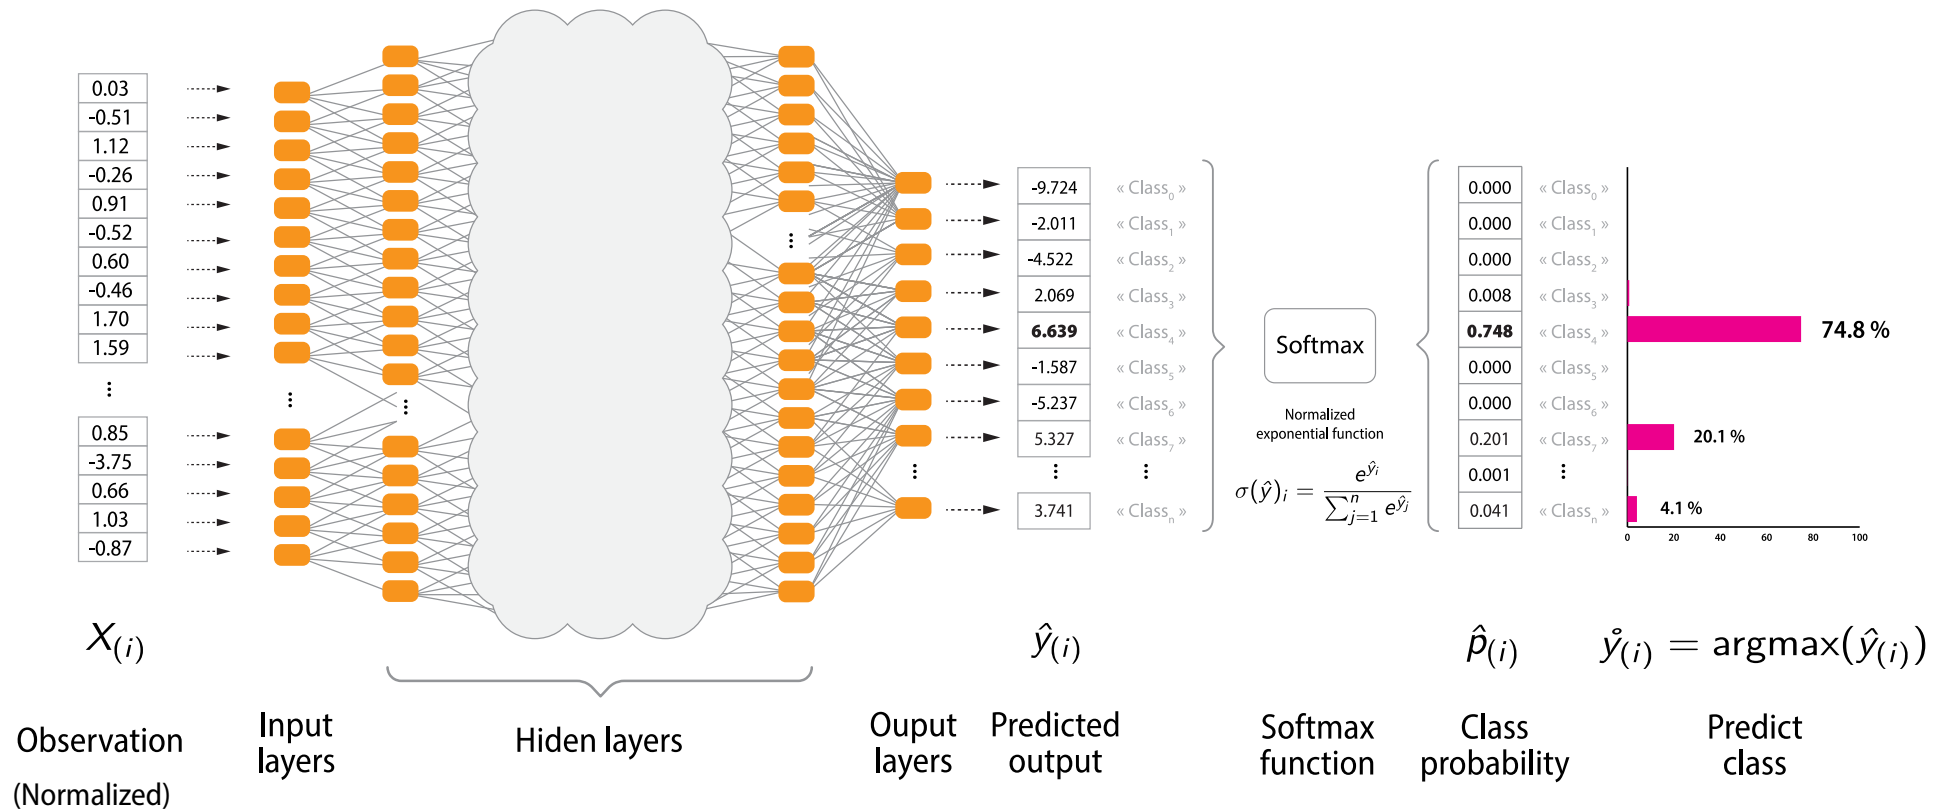 0.03
-0.51
1.12
-0.26
0.91
-0.52
0.60
-0.46
1.70
1.59
...
0.85
-3.75
0.66
1.03
-0.87
...
...
...
-9.724 « Class0 »
-2.011 « Class1 »
-4.522 « Class2 »
2.069 « Class3 »
6.639 « Class4 »
-1.587 « Class5 »
-5.237 « Class6 »
5.327 « Class7 »
... ... ...
3.741 « Classn »
Softmax
Normalized
exponential function
σ(ŷ)i = e^ŷi / ∑j=1^n e^ŷj
0.000 « Class0 »
0.000 « Class1 »
0.000 « Class2 »
0.008 « Class3 »
0.748 « Class4 » 74.8 %
0.000 « Class5 »
0.000 « Class6 »
0.201 « Class7 » 20.1 %
0.001 ...
0.041 « Classn » 4.1 %
0 20 40 60 80 100
X(i)
ŷ(i)
p̂(i)
ẙ(i) = argmax(ŷ(i))
Observation
(Normalized)
Input
layers
Hiden layers
Ouput
layers
Predicted
output
Softmax
function
Class
probability
Predict
class